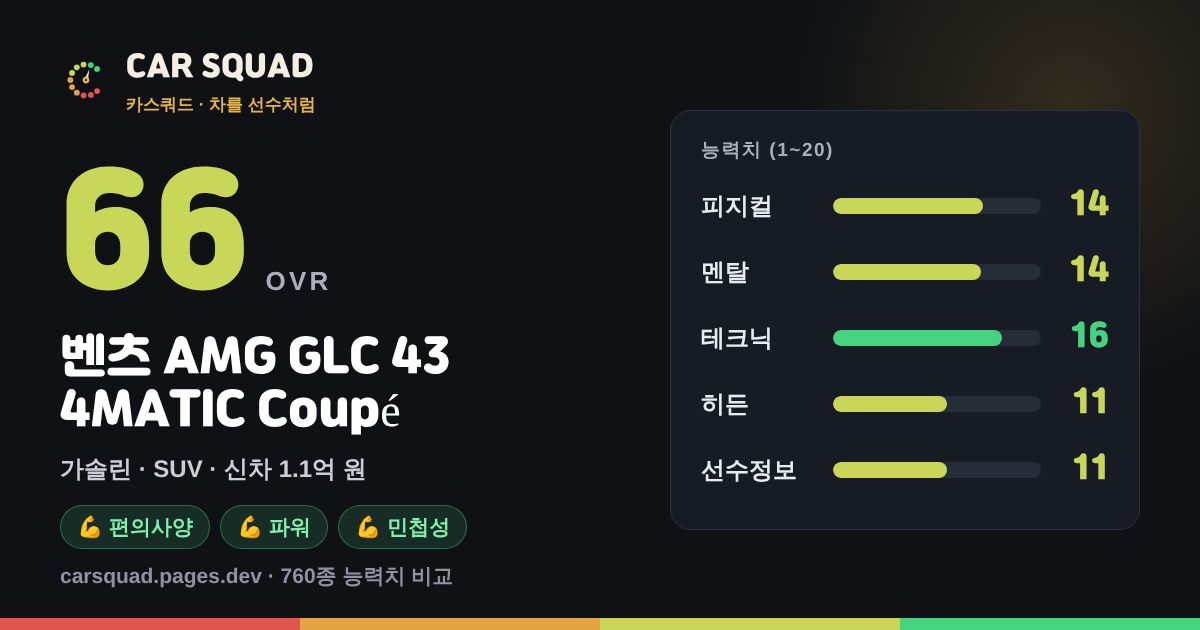 CAR SQUAD
카스쿼드 · 차를 선수처럼
66 OVR
벤츠 AMG GLC 43
4MATIC Coupé
가솔린 · SUV · 신차 1.1억 원
💪 편의사양 💪 파워 💪 민첩성
carsquad.pages.dev · 760종 능력치 비교
능력치 (1~20)
피지컬 14
멘탈 14
테크닉 16
히든 11
선수정보 11